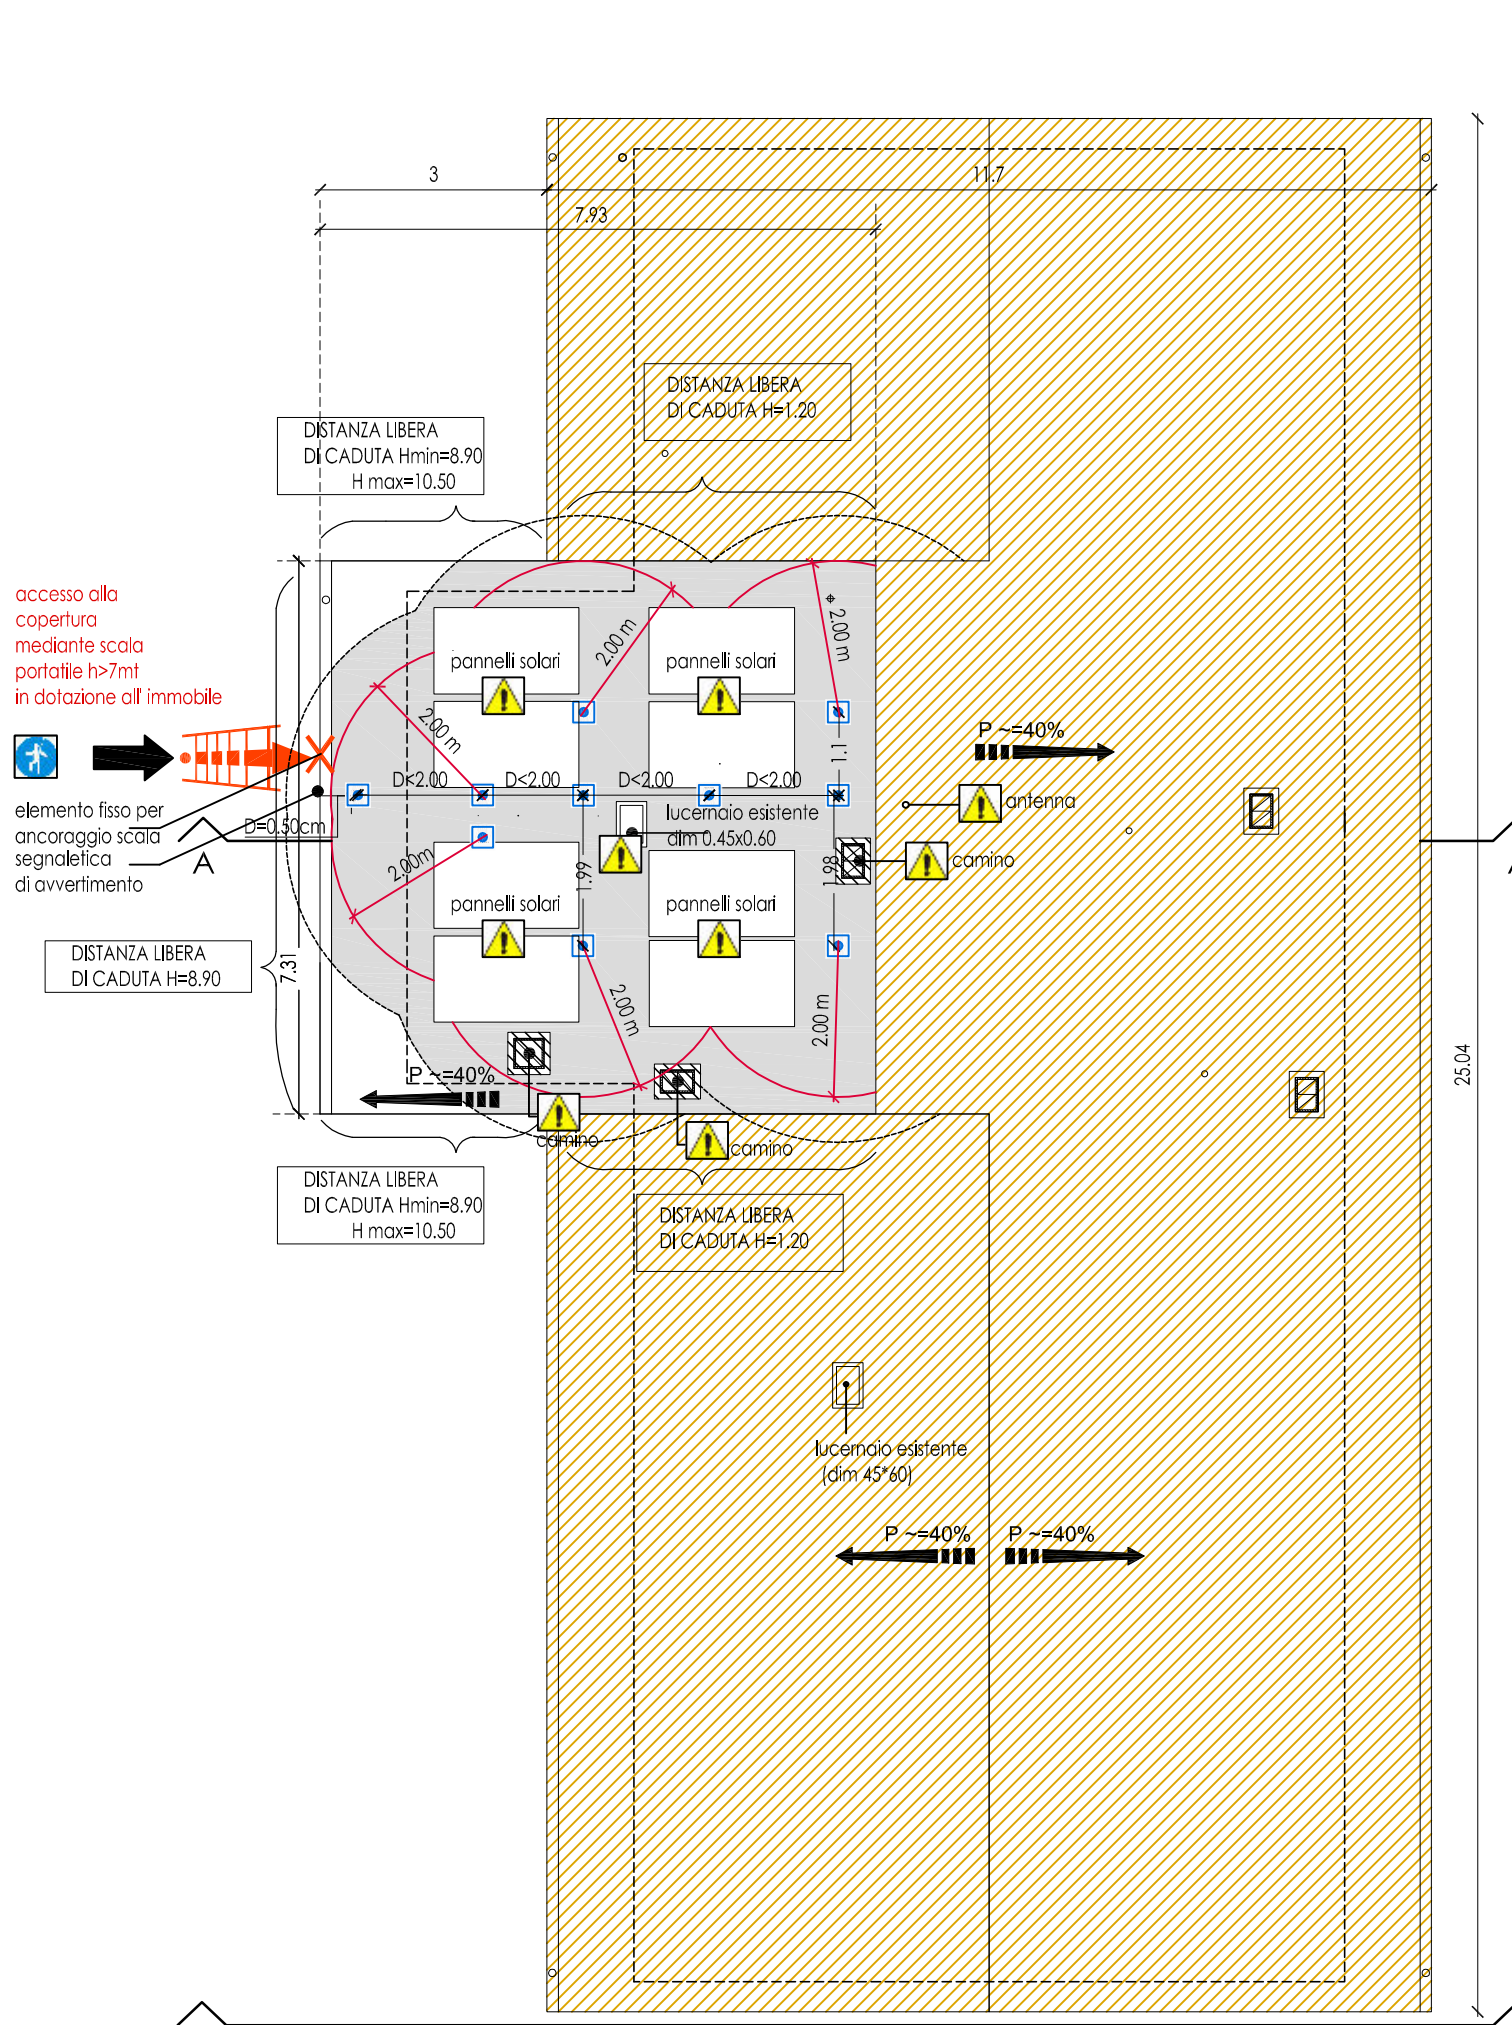 3
11.7
7.93
DISTANZA LIBERA
DI CADUTA H=1.20
DISTANZA LIBERA
DI CADUTA Hmin=8.90
H max=10.50
accesso alla
copertura
mediante scala
portatile h>7mt
in dotazione all' immobile
2.00 m
2.00 m
pannelli solari
pannelli solari
2.00 m
P ~=40%
1.1
D<2.00
D<2.00
D<2.00
D<2.00
elemento fisso per
ancoraggio scala
segnaletica
di avvertimento
D=0.50cm
A
lucernaio esistente
dim 0.45x0.60
antenna
camino
2.00m
1.99
1.98
pannelli solari
pannelli solari
DISTANZA LIBERA
DI CADUTA H=8.90
7.31
2.00 m
2.00 m
25.04
P ~=40%
camino
camino
DISTANZA LIBERA
DI CADUTA Hmin=8.90
H max=10.50
DISTANZA LIBERA
DI CADUTA H=1.20
lucernaio esistente
(dim 45*60)
P ~=40%
P ~=40%